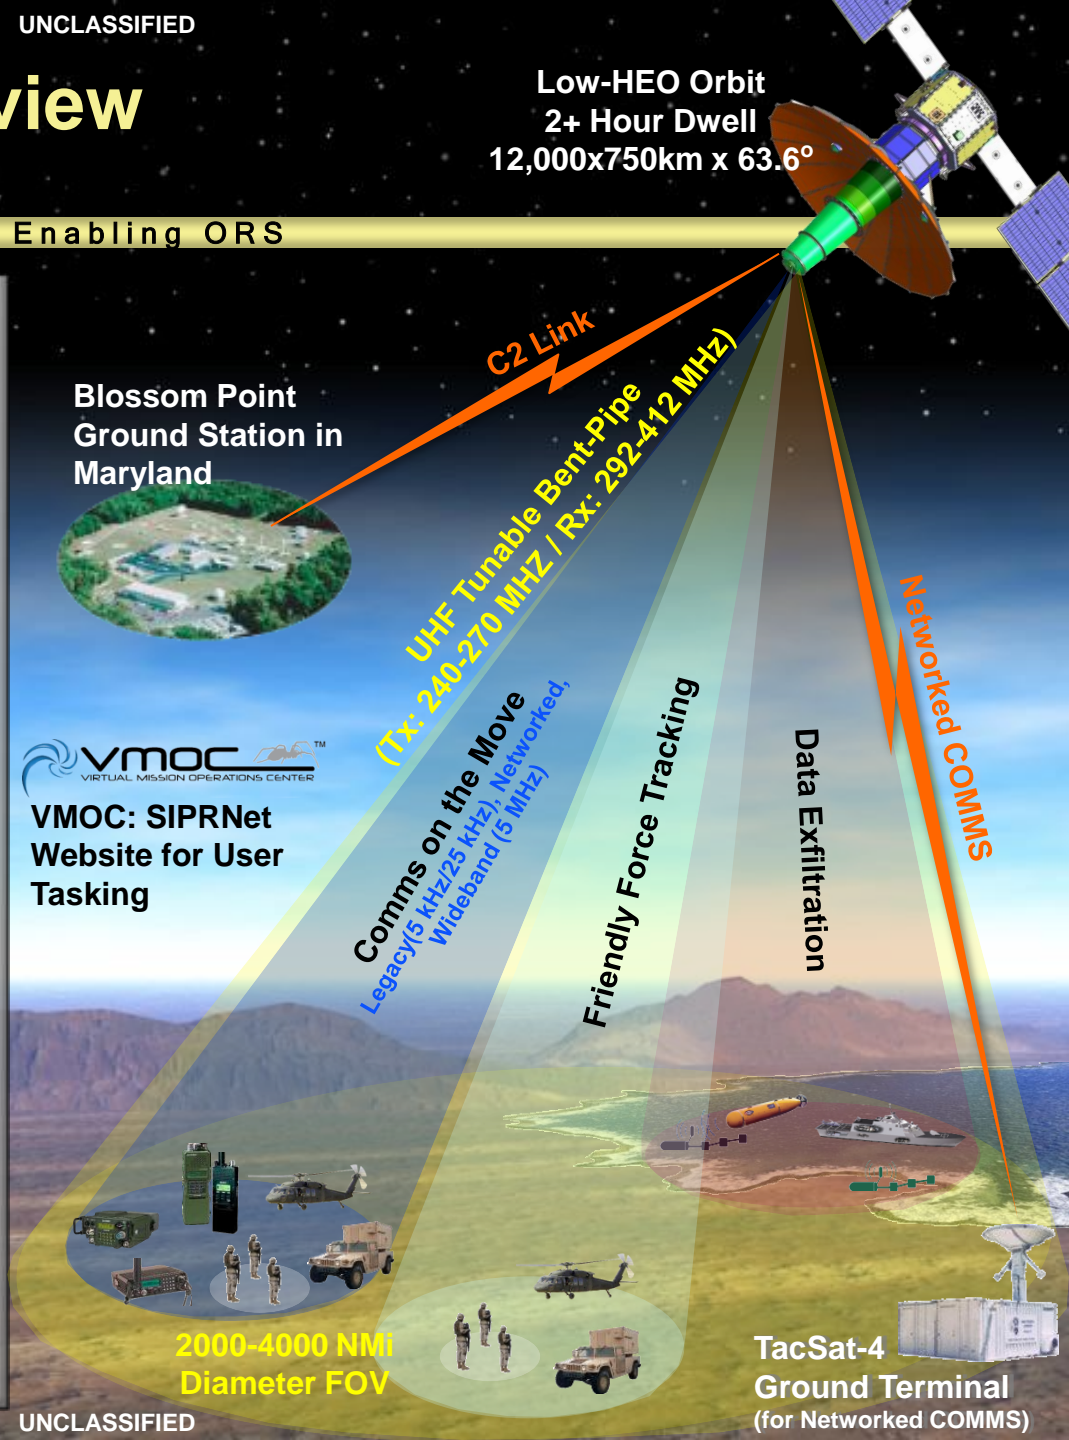 UNCLASSIFIED
view
Low-HEO Orbit
2+ Hour Dwell
12,000x750km x 63.6º
Enabling ORS
C2 Link
Blossom Point
Ground Station in
Maryland
UHF Tunable Bent-Pipe
(Tx: 240-270 MHZ / Rx: 292-412 MHz)
Networked COMMS
Comms on the Move
Legacy(5 kHz/25 kHz), Networked,
Wideband (5 MHz)
Friendly Force Tracking
Data Exfiltration
vmoc™
VIRTUAL MISSION OPERATIONS CENTER
VMOC: SIPRNet
Website for User
Tasking
2000-4000 NMi
Diameter FOV
TacSat-4
Ground Terminal
(for Networked COMMS)
UNCLASSIFIED